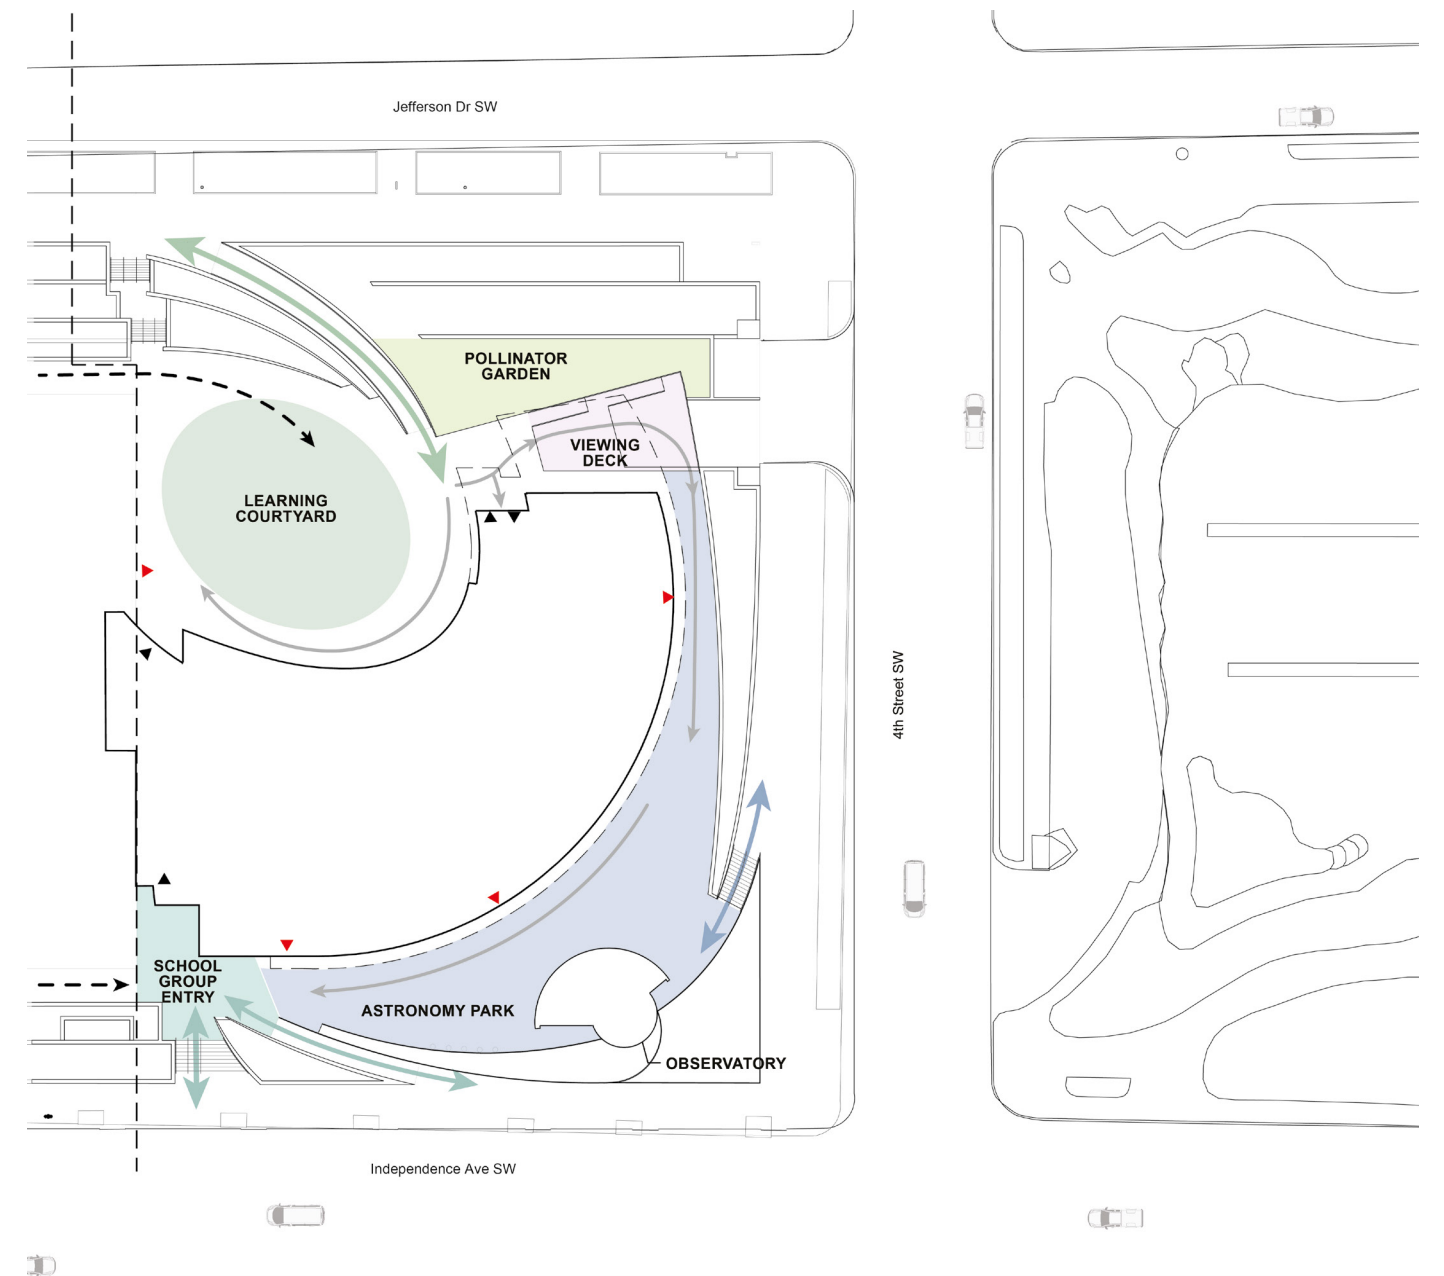 Jefferson Dr SW
POLLINATOR
GARDEN
VIEWING
DECK
LEARNING
COURTYARD
4th Street SW
SCHOOL
GROUP
ENTRY
ASTRONOMY PARK
OBSERVATORY
Independence Ave SW